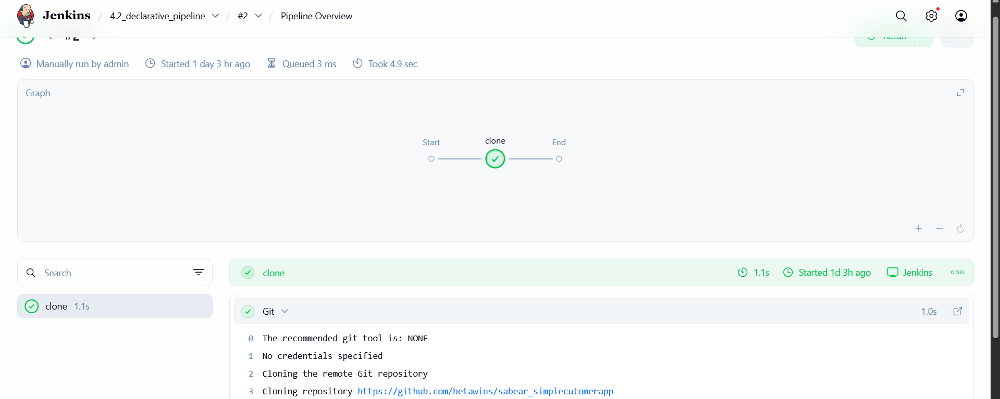 Jenkins / 4.2_declarative_pipeline / #2 / Pipeline Overview
#2
Rerun
Manually run by admin Started 1 day 3 hr ago Queued 3 ms Took 4.9 sec
Graph
Start clone End
Search
clone 1.1s Started 1d 3h ago Jenkins
clone 1.1s
Git 1.0s
0 The recommended git tool is: NONE
1 No credentials specified
2 Cloning the remote Git repository
3 Cloning repository https://github.com/betawins/sabear_simplecutomerapp